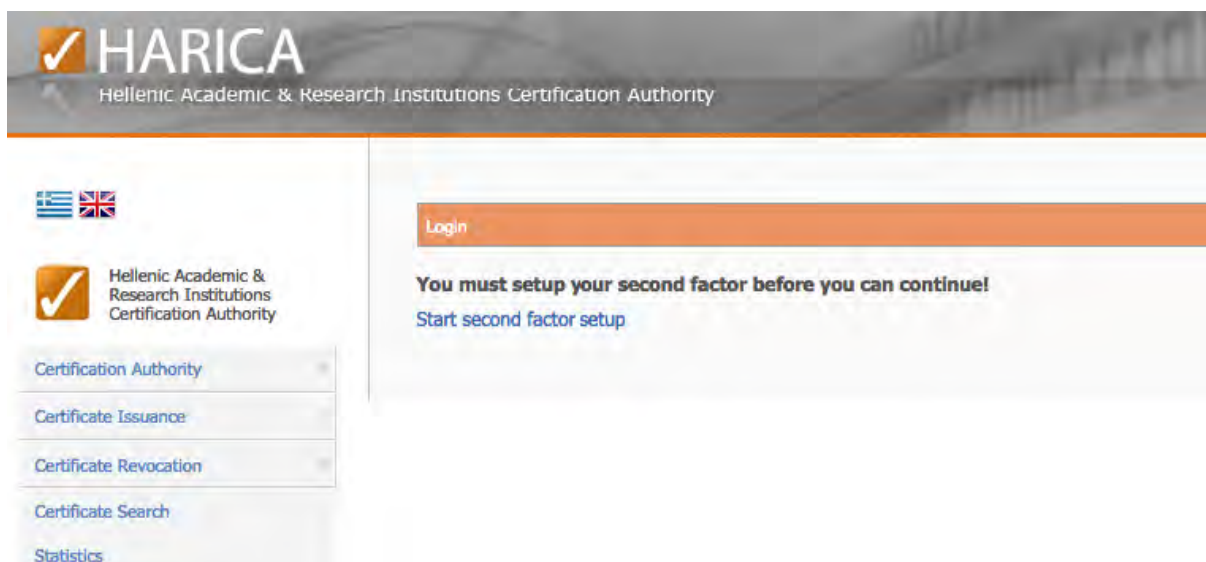 HARICA
Hellenic Academic & Research Institutions Certification Authority
Login
You must setup your second factor before you can continue!
Start second factor setup
Hellenic Academic &
Research Institutions
Certification Authority
Certification Authority
Certificate Issuance
Certificate Revocation
Certificate Search
Statistics